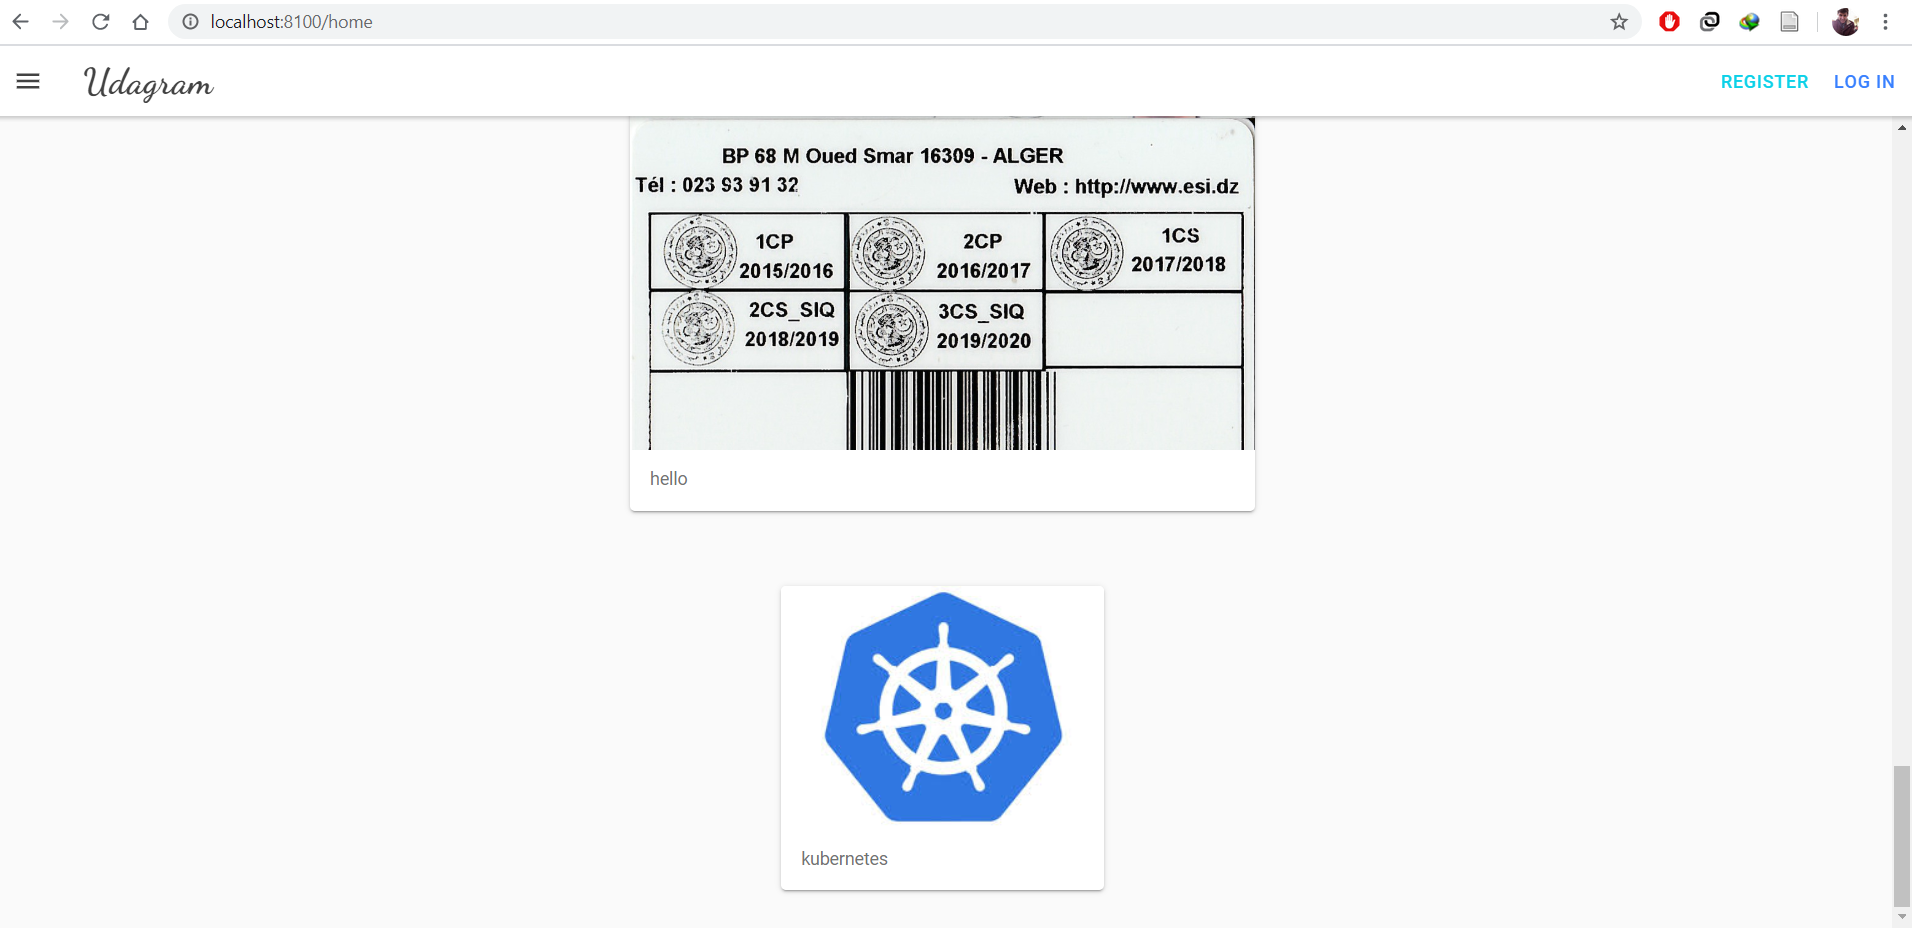 localhost:8100/home
Udagram
REGISTER
LOG IN
BP 68 M Oued Smar 16309 - ALGER
Tél : 023 93 91 32
Web : http://www.esi.dz
1CP
2015/2016
2CP
2016/2017
1CS
2017/2018
2CS_SIQ
2018/2019
3CS_SIQ
2019/2020
hello
kubernetes